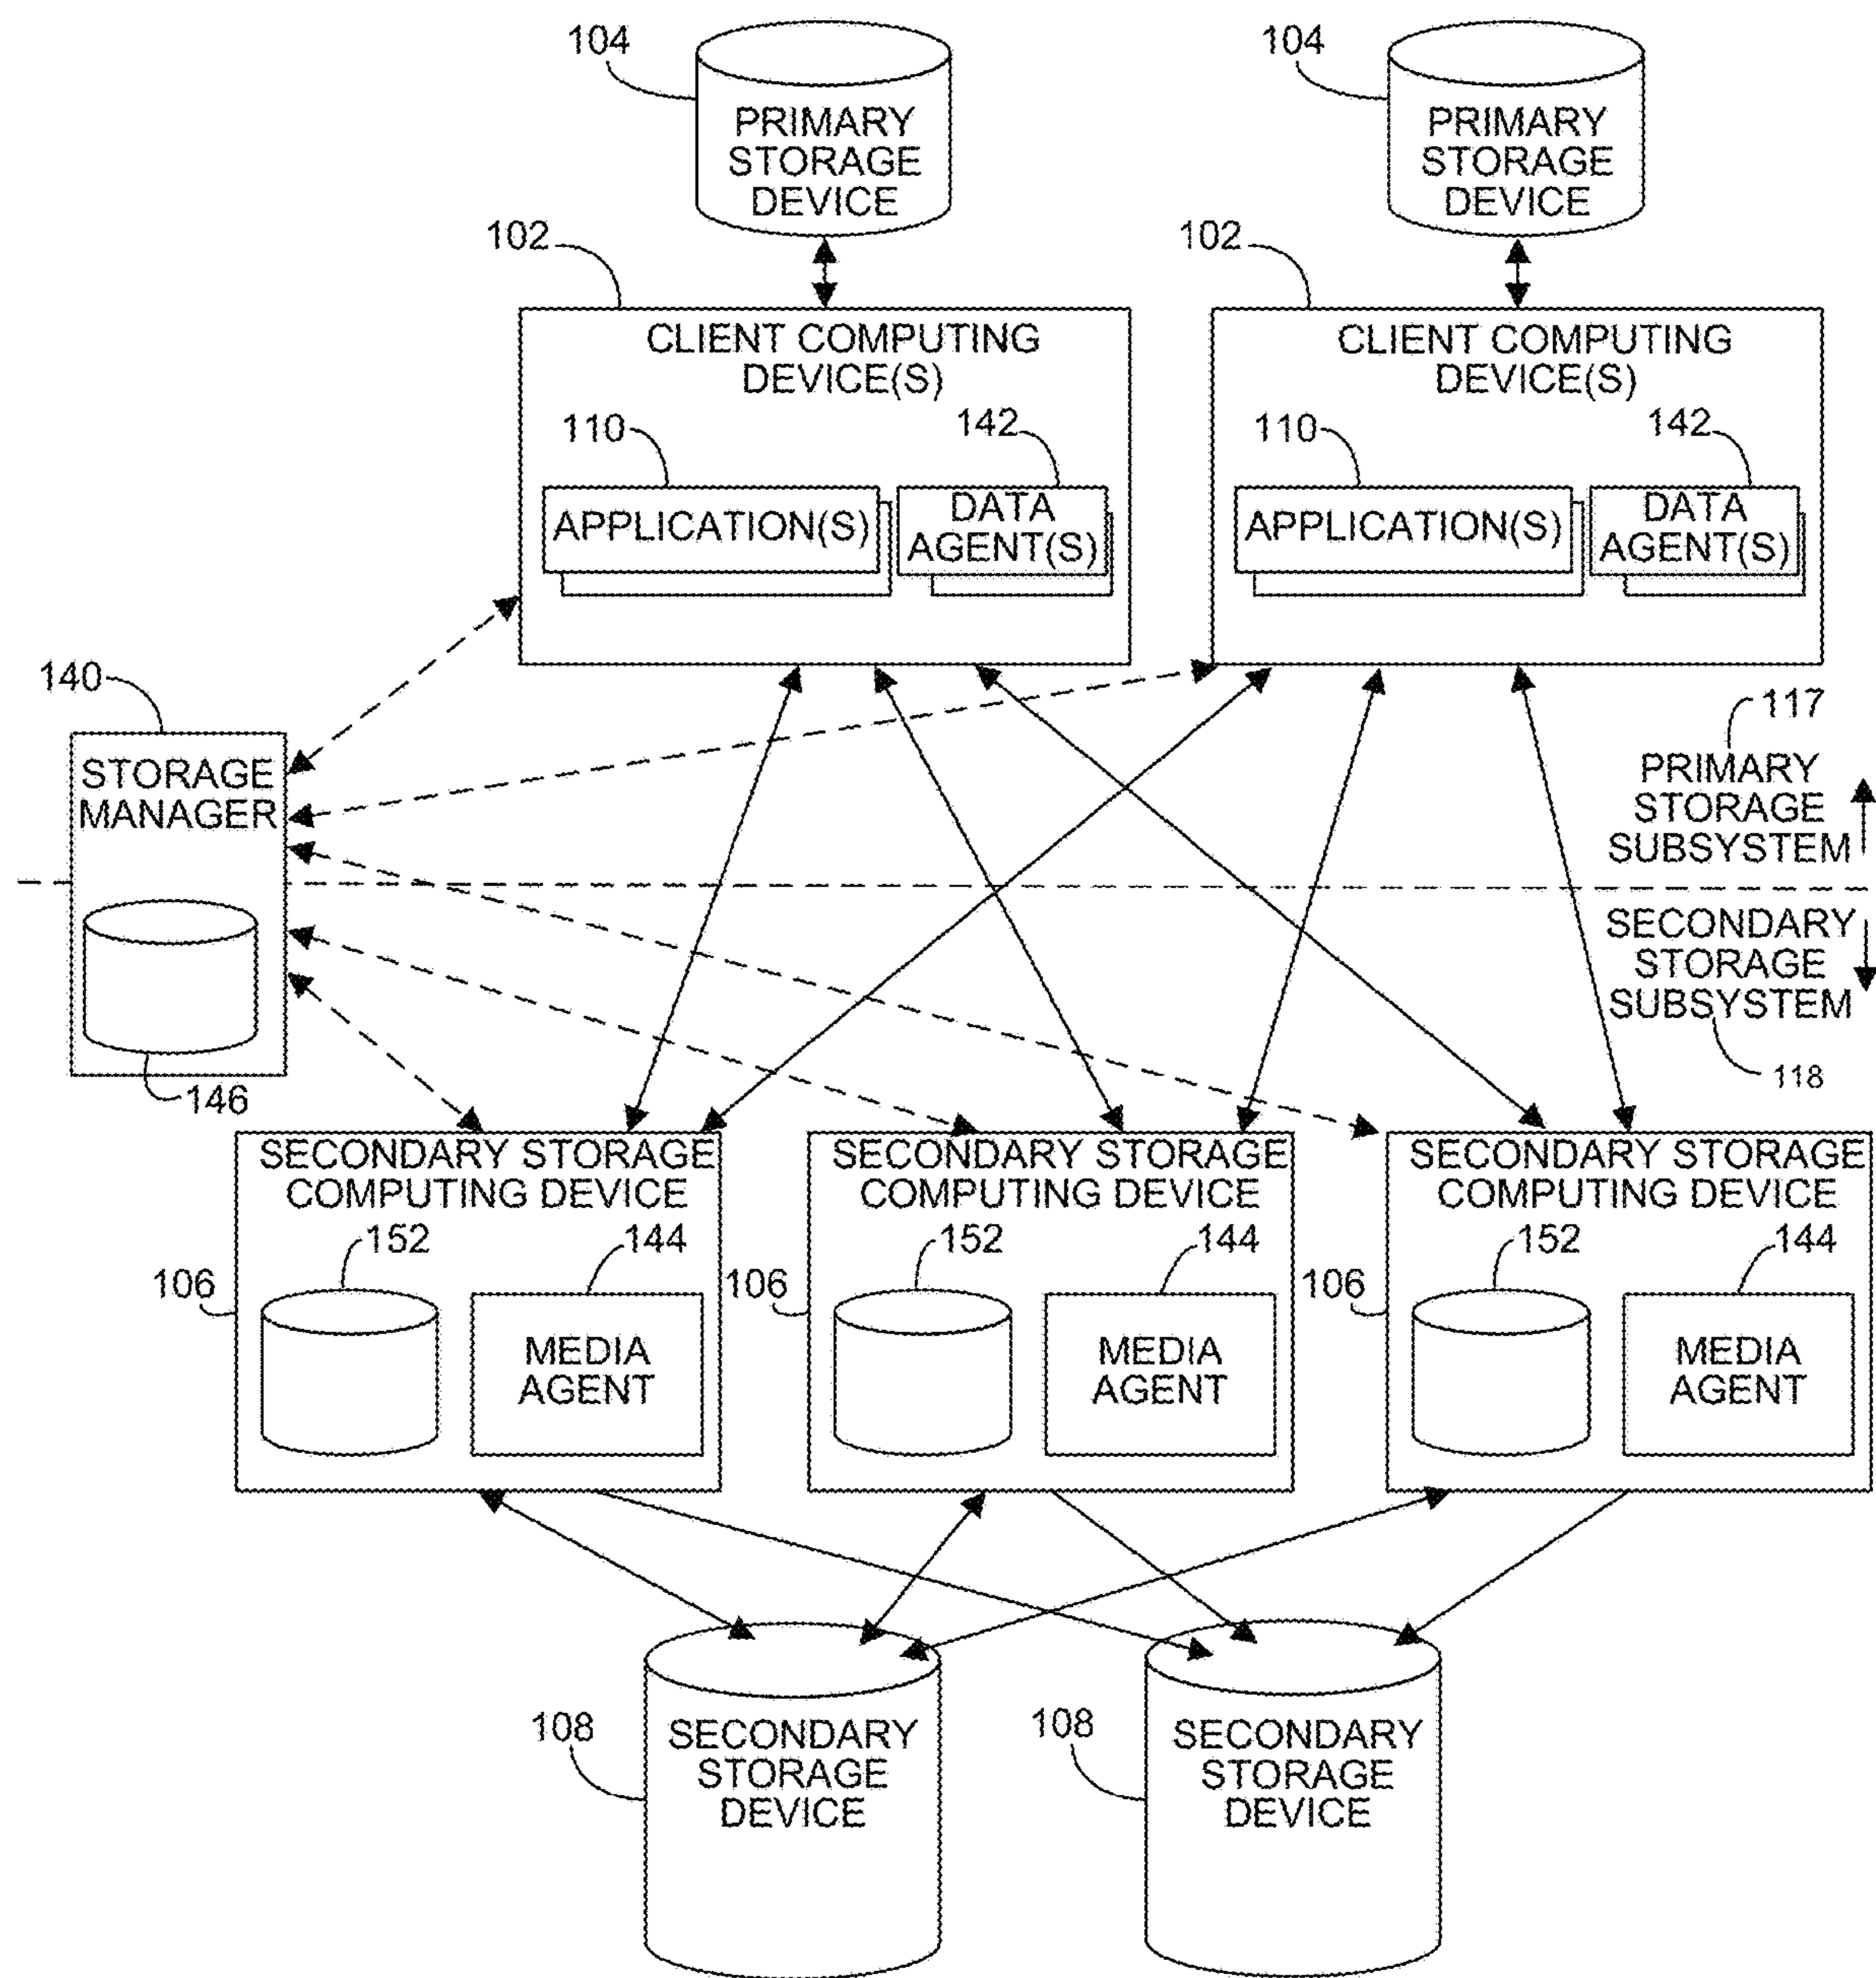 104
104
PRIMARY
STORAGE
DEVICE
PRIMARY
STORAGE
DEVICE
102
102
CLIENT COMPUTING
DEVICE(S)
CLIENT COMPUTING
DEVICE(S)
110
142
110
142
APPLICATION(S)
DATA
AGENT(S)
APPLICATION(S)
DATA
AGENT(S)
140
STORAGE
MANAGER
146
117
PRIMARY
STORAGE
SUBSYSTEM
SECONDARY
STORAGE
SUBSYSTEM
118
SECONDARY STORAGE
COMPUTING DEVICE
152
144
106
MEDIA
AGENT
SECONDARY STORAGE
COMPUTING DEVICE
152
144
106
MEDIA
AGENT
SECONDARY STORAGE
COMPUTING DEVICE
152
144
106
MEDIA
AGENT
108
SECONDARY
STORAGE
DEVICE
108
SECONDARY
STORAGE
DEVICE